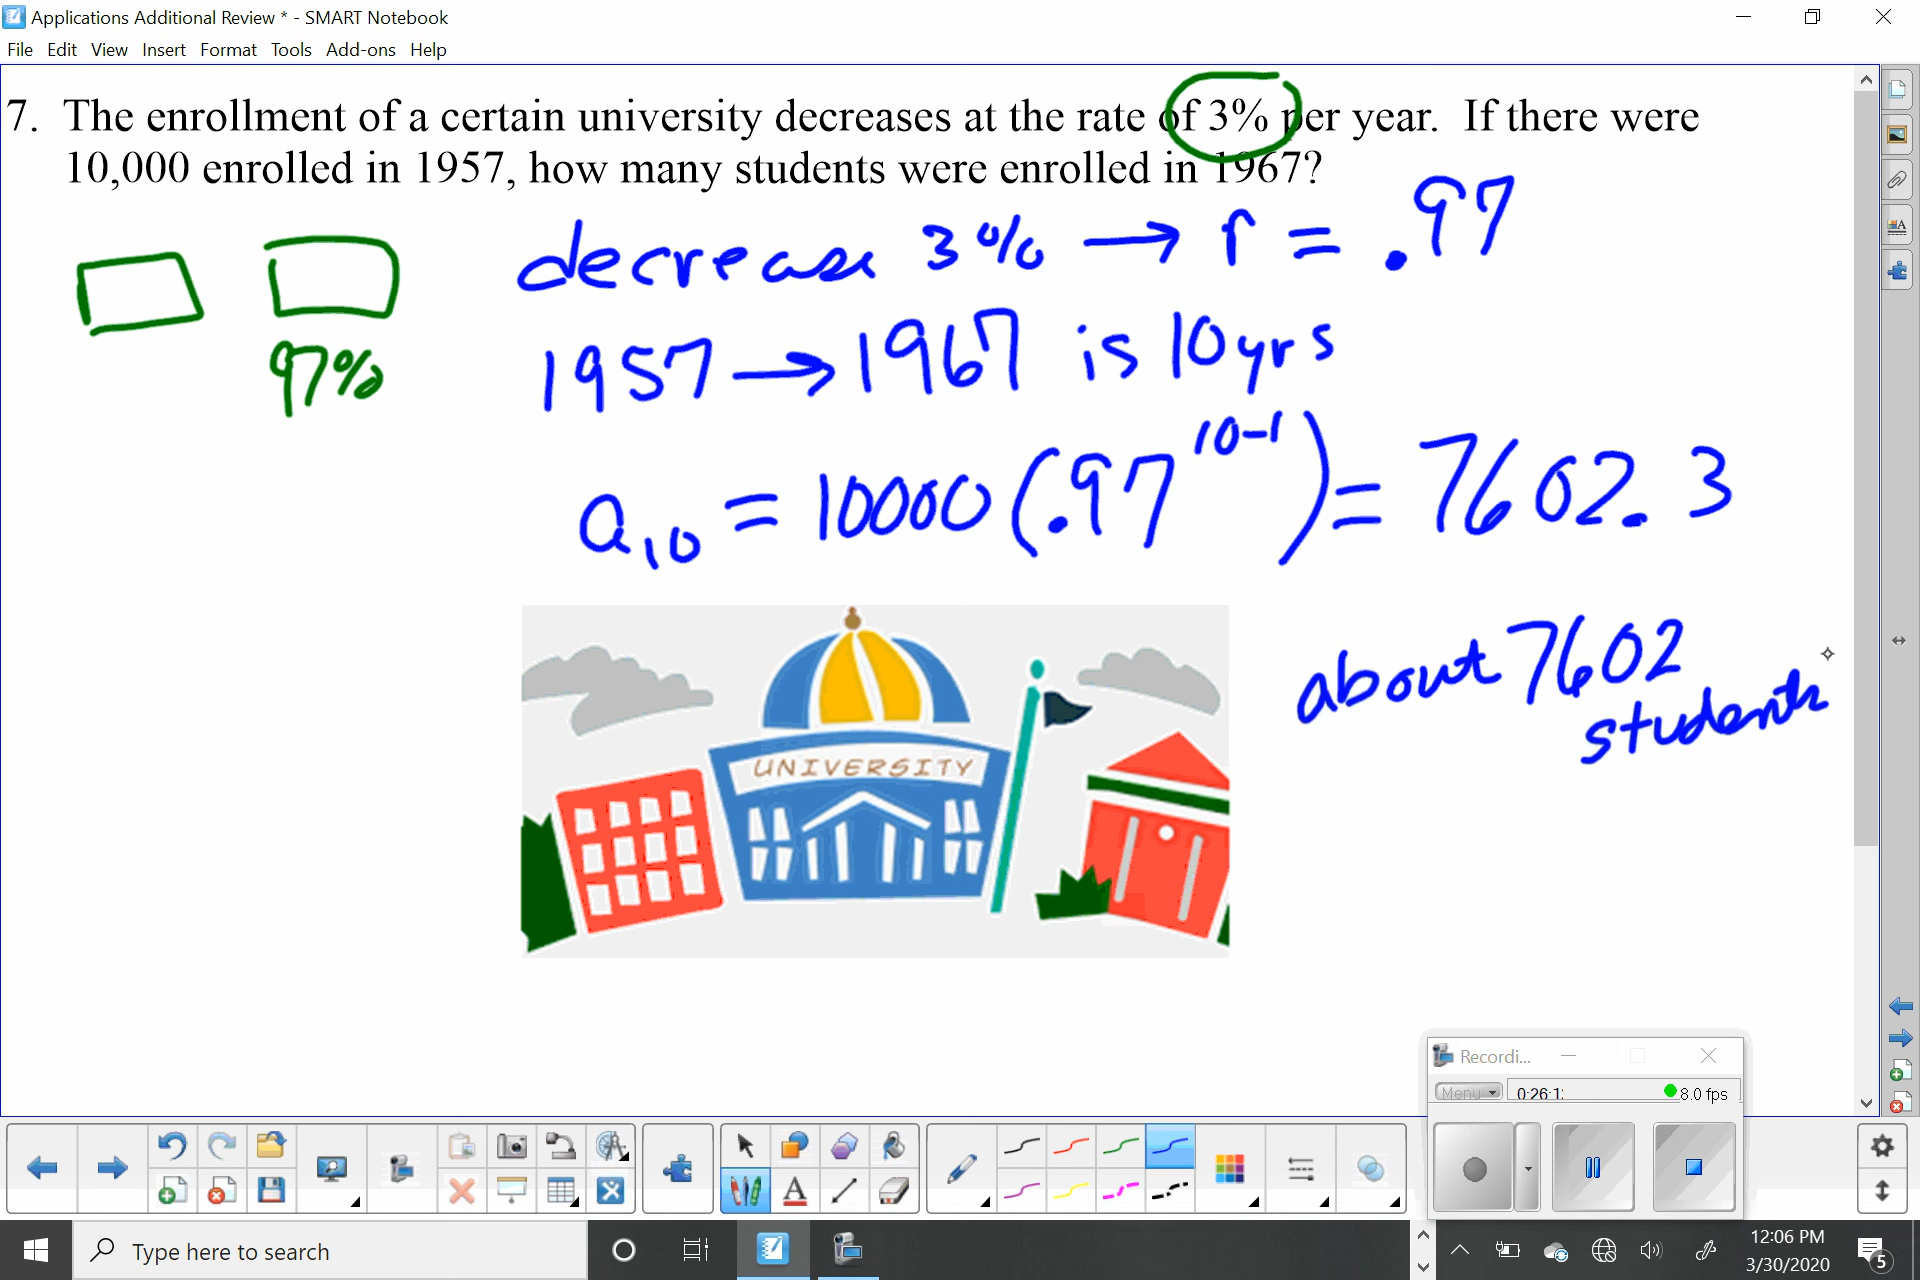 Applications Additional Review * - SMART Notebook
File Edit View Insert Format Tools Add-ons Help
7. The enrollment of a certain university decreases at the rate of 3% per year. If there were
10,000 enrolled in 1957, how many students were enrolled in 1967?
decrease 3% → r = .97
97%
1957 → 1967 is 10yrs
a10 = 10000 (.97^10-1) = 7602.3
about 7602
students
UNIVERSITY
Recordi...
Menu
0:26:1
8.0 fps
Type here to search
12:06 PM
3/30/2020
5